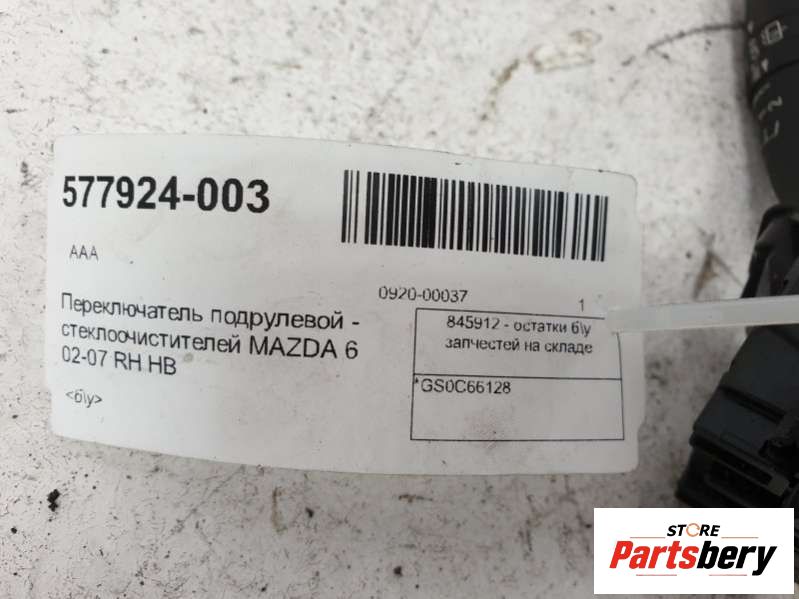 577924-003
AAA
0920-00037 1
Переключатель подрулевой -
стеклоочистителей MAZDA 6
02-07 RH HB
<б\у>
845912 - остатки б\у
запчестей на складе
*GS0C66128
STORE
Partsbery